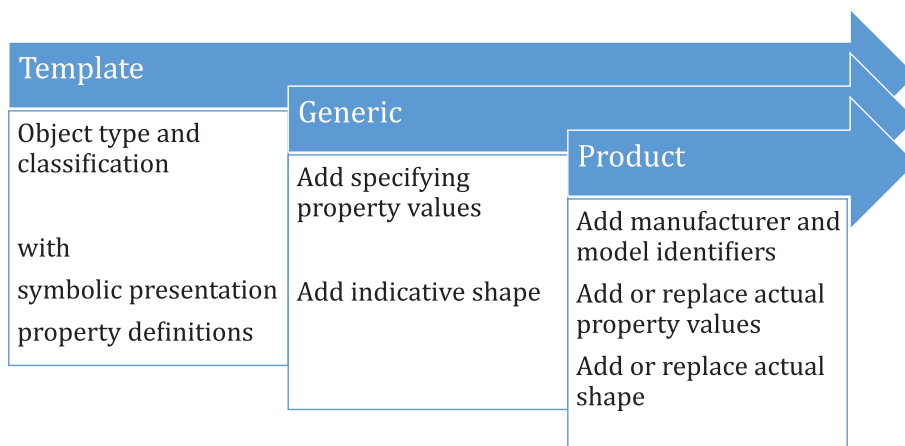 Template
Object type and
classification
with
symbolic presentation
property definitions
Generic
Add specifying
property values
Add indicative shape
Product
Add manufacturer and
model identifiers
Add or replace actual
property values
Add or replace actual
shape